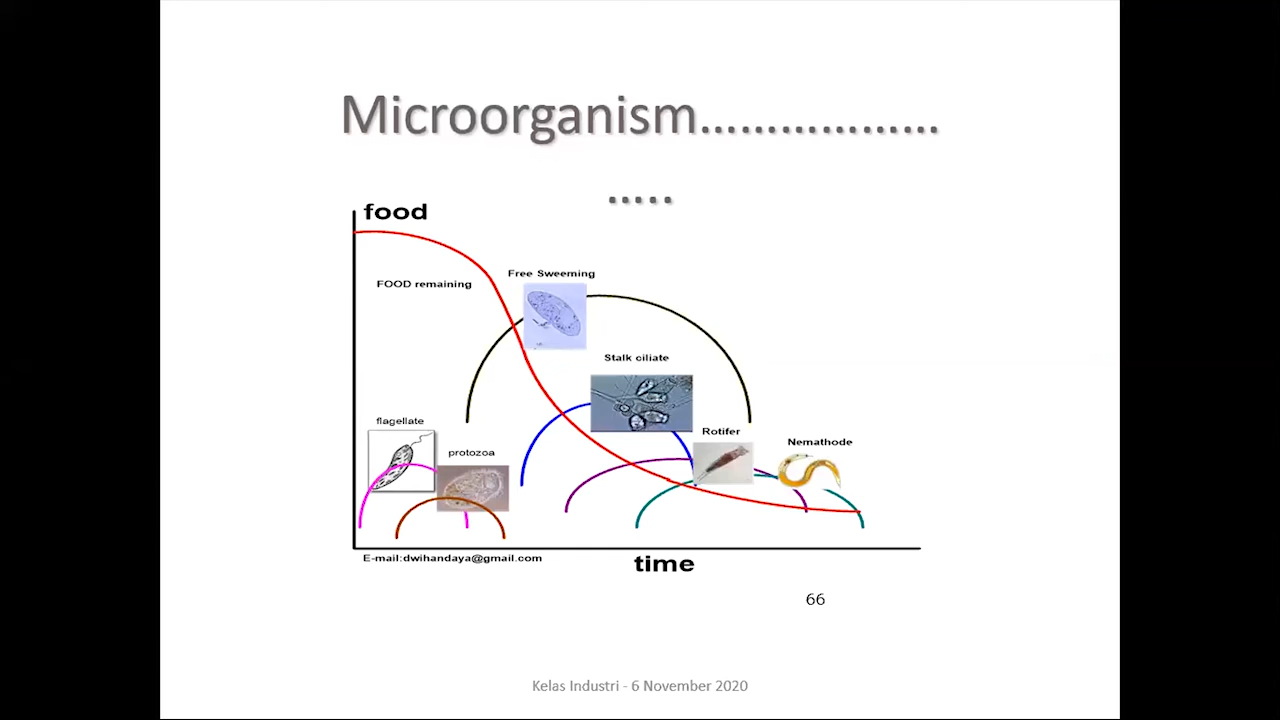 Microorganism………………
…..
food
FOOD remaining
Free Sweeming
Stalk ciliate
flagellate
protozoa
Rotifer
Nemathode
E-mail:dwihandaya@gmail.com
time
66
Kelas Industri - 6 November 2020